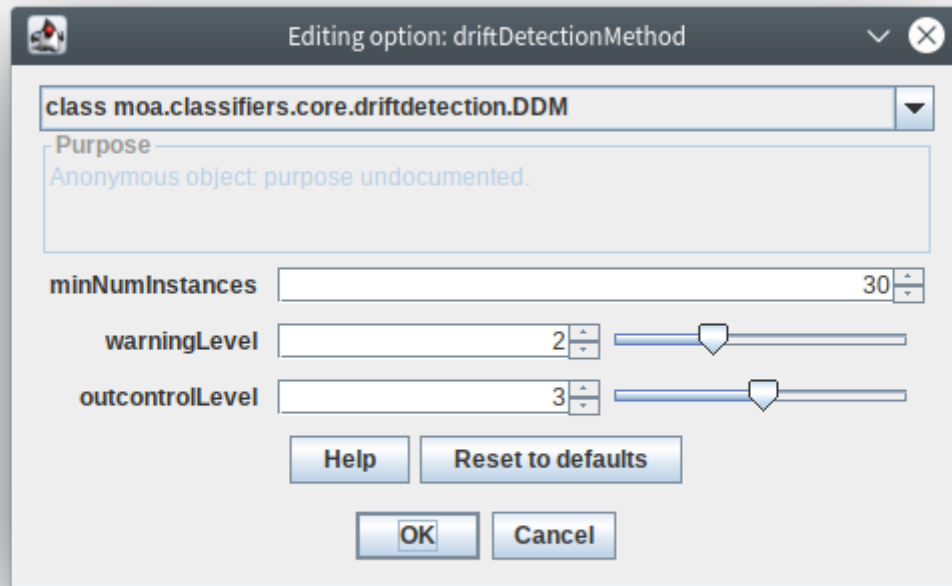 Editing option: driftDetectionMethod
class moa.classifiers.core.driftdetection.DDM
Purpose
Anonymous object: purpose undocumented.
minNumInstances 30
warningLevel 2
outcontrolLevel 3
Help Reset to defaults
OK Cancel